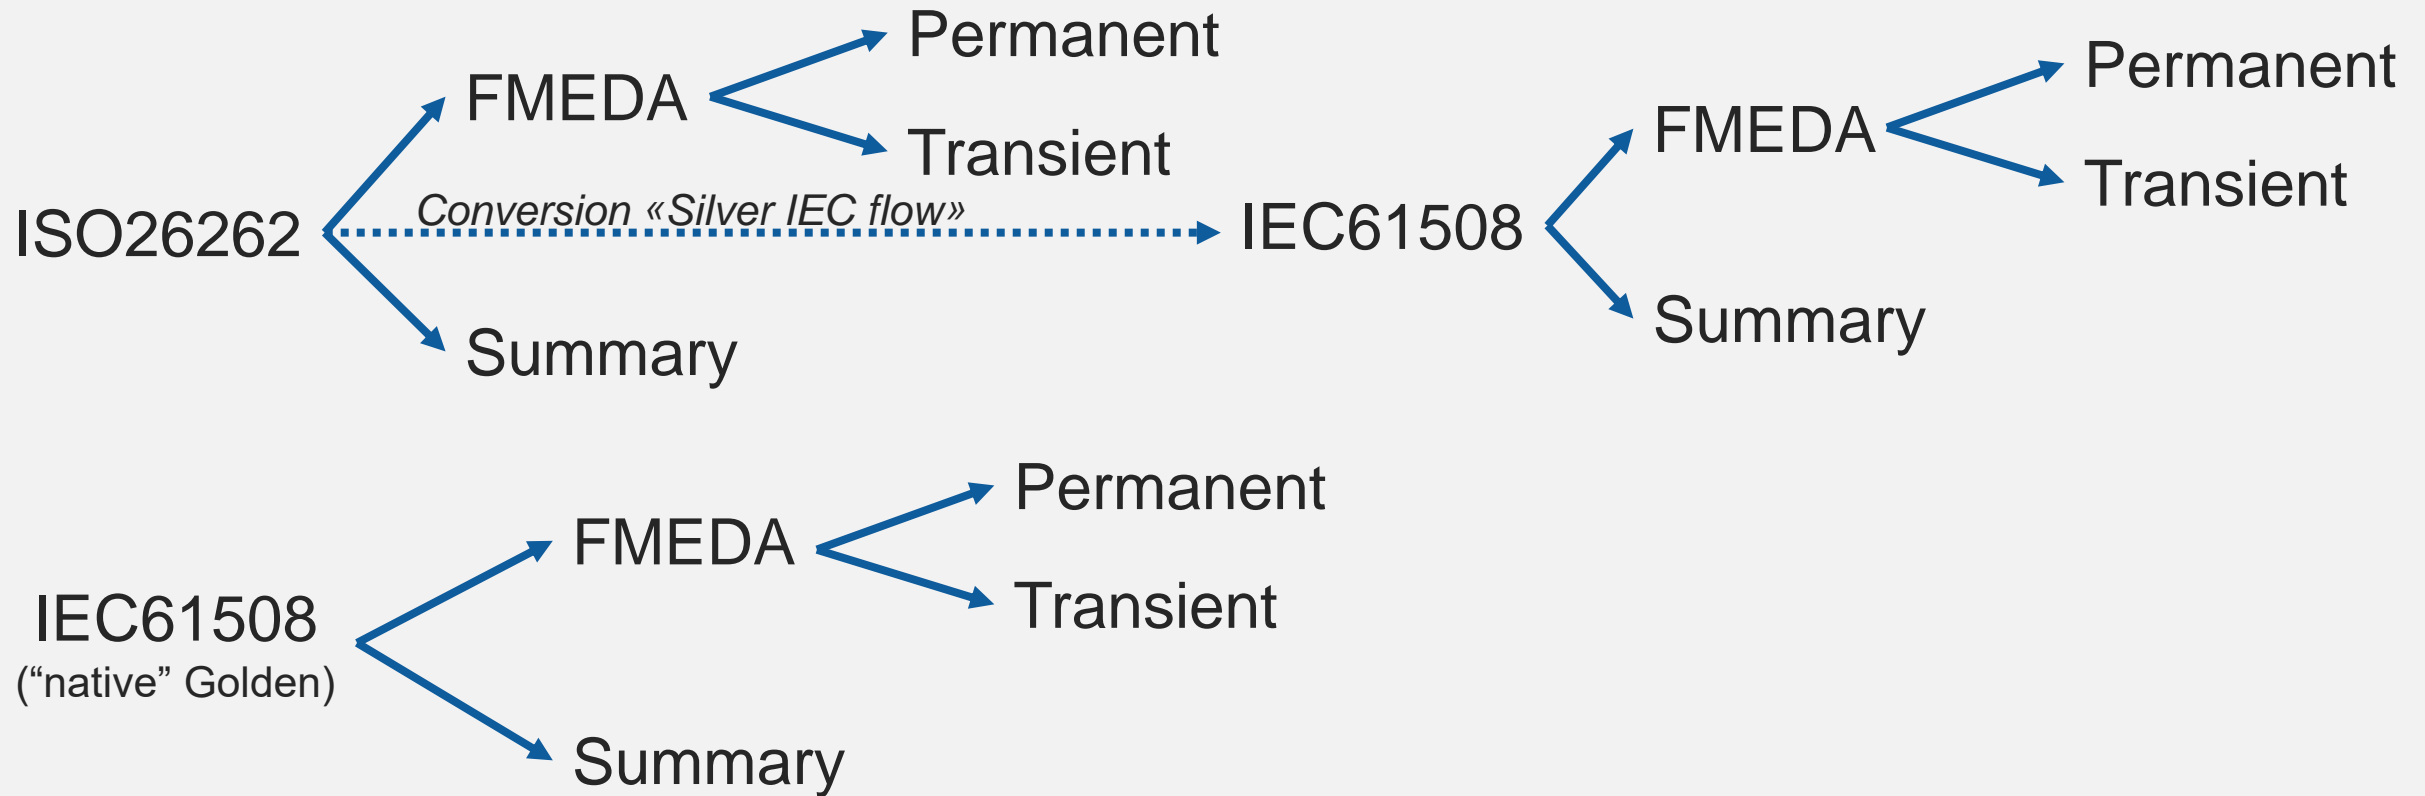 Permanent
FMEDA
Transient
Conversion «Silver IEC flow»
ISO26262
Summary
Permanent
FMEDA
Transient
IEC61508
Summary
Permanent
FMEDA
Transient
IEC61508
(“native” Golden)
Summary